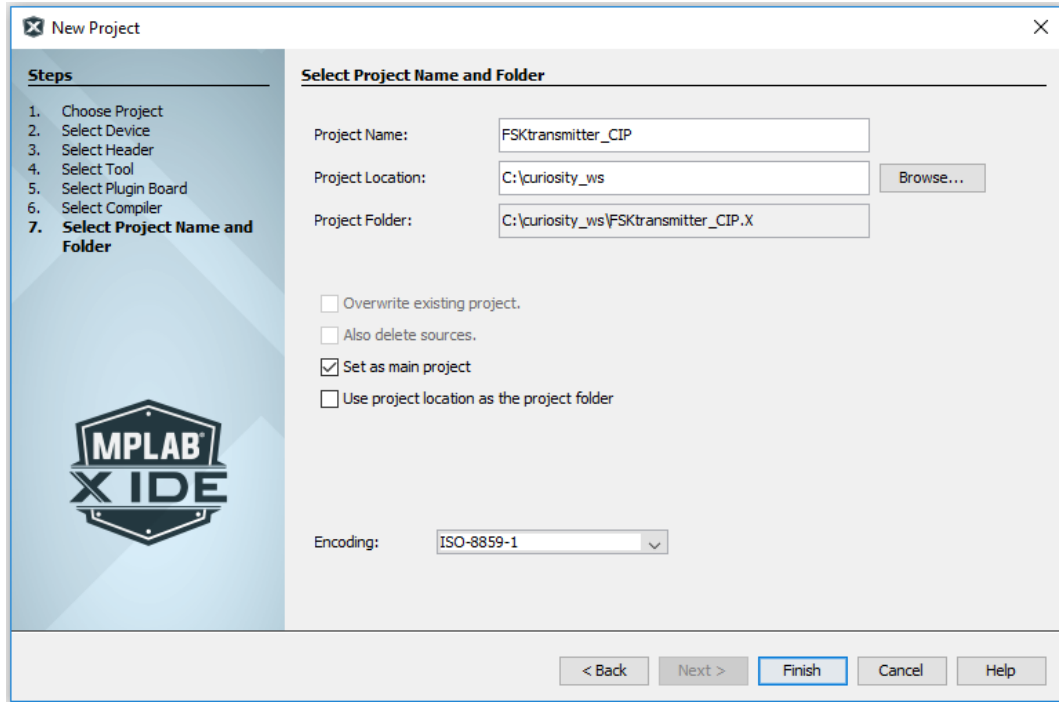 New Project
Steps
1. Choose Project
2. Select Device
3. Select Header
4. Select Tool
5. Select Plugin Board
6. Select Compiler
7. Select Project Name and
Folder
MPLAB®
X IDE
Select Project Name and Folder
Project Name: FSKtransmitter_CIP
Project Location: C:\curiosity_ws Browse...
Project Folder: C:\curiosity_ws\FSKtransmitter_CIP.X
Overwrite existing project.
Also delete sources.
Set as main project
Use project location as the project folder
Encoding: ISO-8859-1
< Back Next > Finish Cancel Help